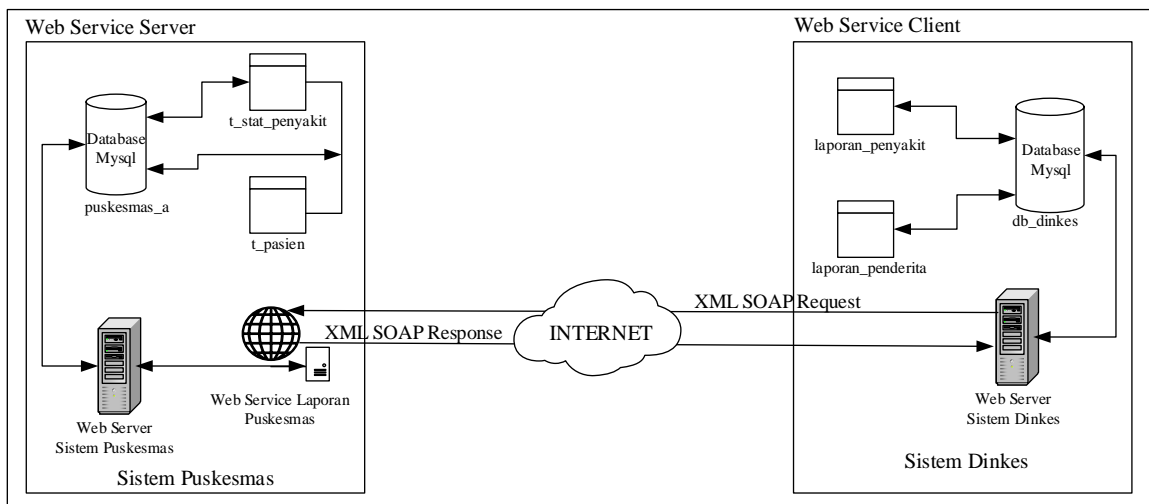 Web Service Server
Database
Mysql
puskesmas_a
t_stat_penyakit
t_pasien
Web Server
Sistem Puskesmas
Web Service Laporan
Puskesmas
Sistem Puskesmas
XML SOAP Response
INTERNET
XML SOAP Request
Web Service Client
laporan_penyakit
laporan_penderita
Database
Mysql
db_dinkes
Web Server
Sistem Dinkes
Sistem Dinkes